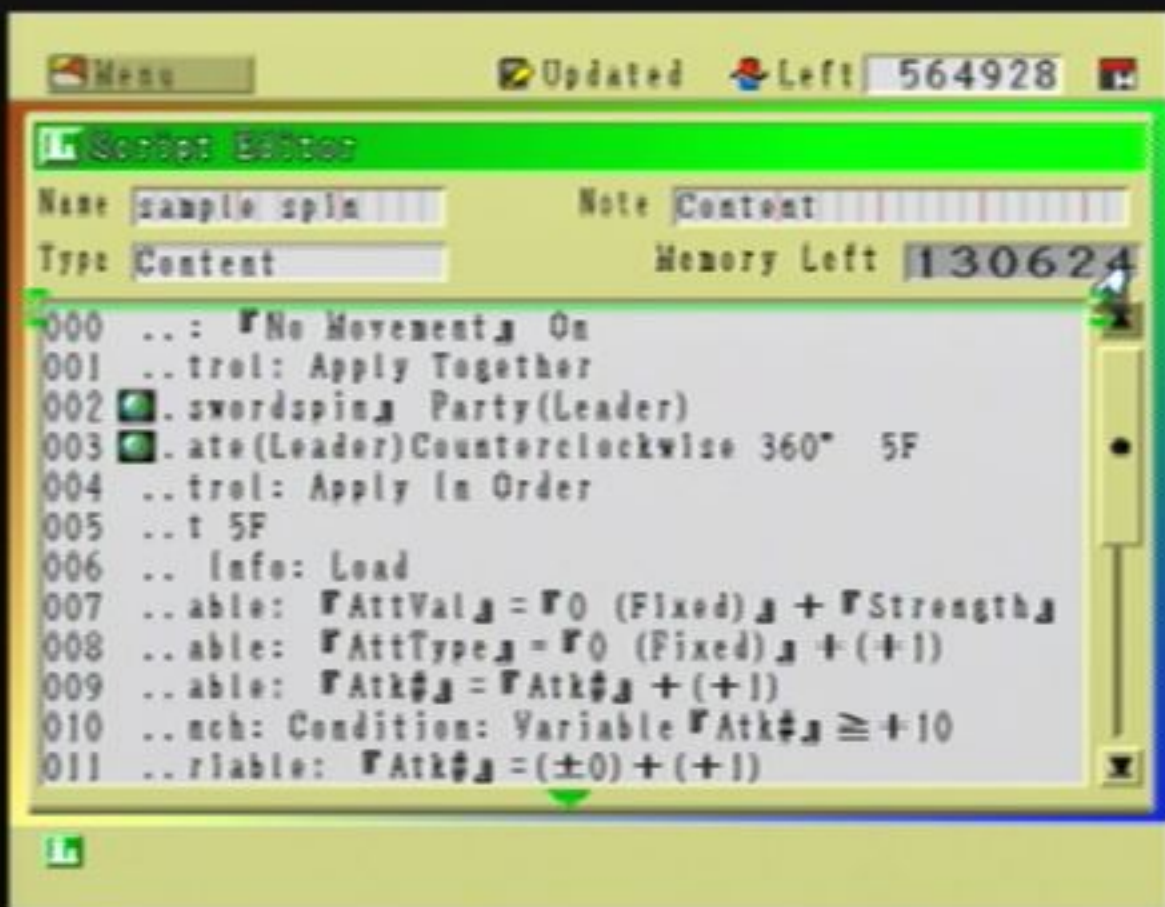 Menu Updated Left 564928
Script Editor
Name sample spin Note Content
Type Content Memory Left 130624
000 ..: 『No Movement』 On
001 ..trol: Apply Together
002 .swordspin』 Party(Leader)
003 .ate(Leader)Counterclockwise 360° 5F
004 ..trol: Apply in Order
005 ..t 5F
006 .. Info: Load
007 ..able: 『AttVal』=『0 (Fixed)』+『Strength』
008 ..able: 『AttType』=『0 (Fixed)』+(+1)
009 ..able: 『Atk#』=『Atk#』+(+1)
010 ..nch: Condition: Variable『Atk#』≧+10
011 ..riable: 『Atk#』=(±0)+(+1)